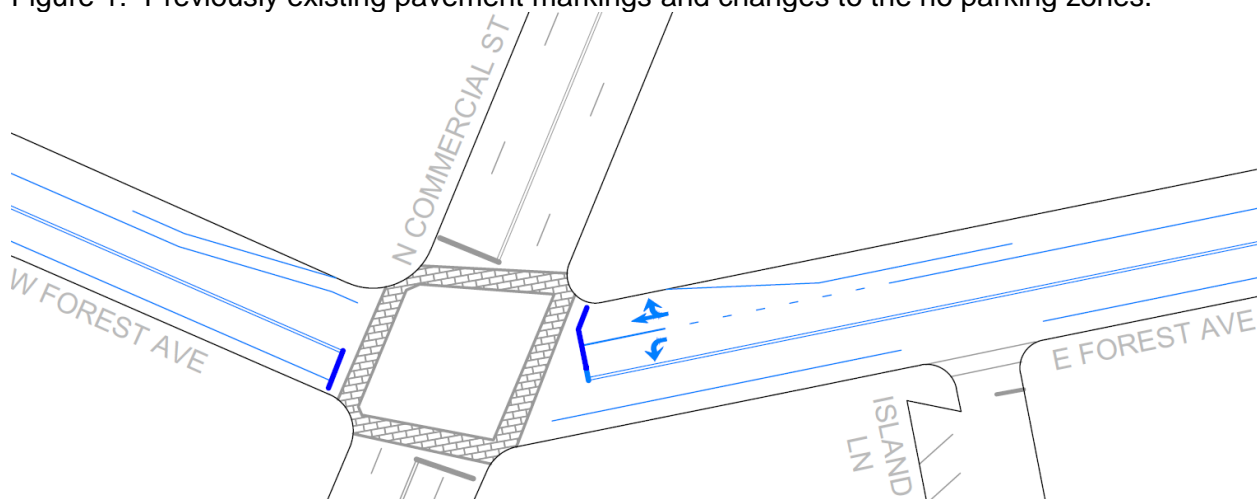 Figure 1. Previously existing pavement markings and changes to the no parking zones.
N COMMERCIAL ST
W FOREST AVE
E FOREST AVE
ISLAND
LN